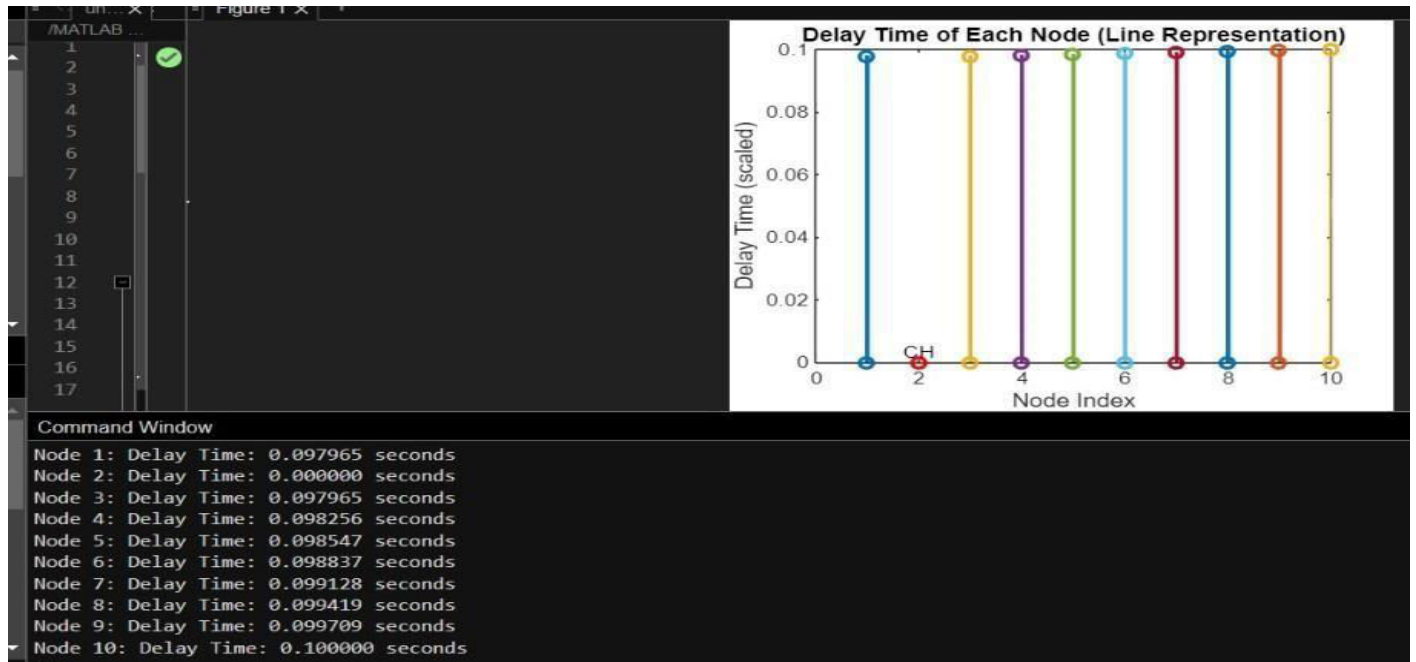 un...
Figure 1
/MATLAB ...
1
2
3
4
5
6
7
8
9
10
11
12
13
14
15
16
17
Delay Time of Each Node (Line Representation)
Delay Time (scaled)
0.1
0.08
0.06
0.04
0.02
0
CH
0 2 4 6 8 10
Node Index
Command Window
Node 1: Delay Time: 0.097965 seconds
Node 2: Delay Time: 0.000000 seconds
Node 3: Delay Time: 0.097965 seconds
Node 4: Delay Time: 0.098256 seconds
Node 5: Delay Time: 0.098547 seconds
Node 6: Delay Time: 0.098837 seconds
Node 7: Delay Time: 0.099128 seconds
Node 8: Delay Time: 0.099419 seconds
Node 9: Delay Time: 0.099709 seconds
Node 10: Delay Time: 0.100000 seconds